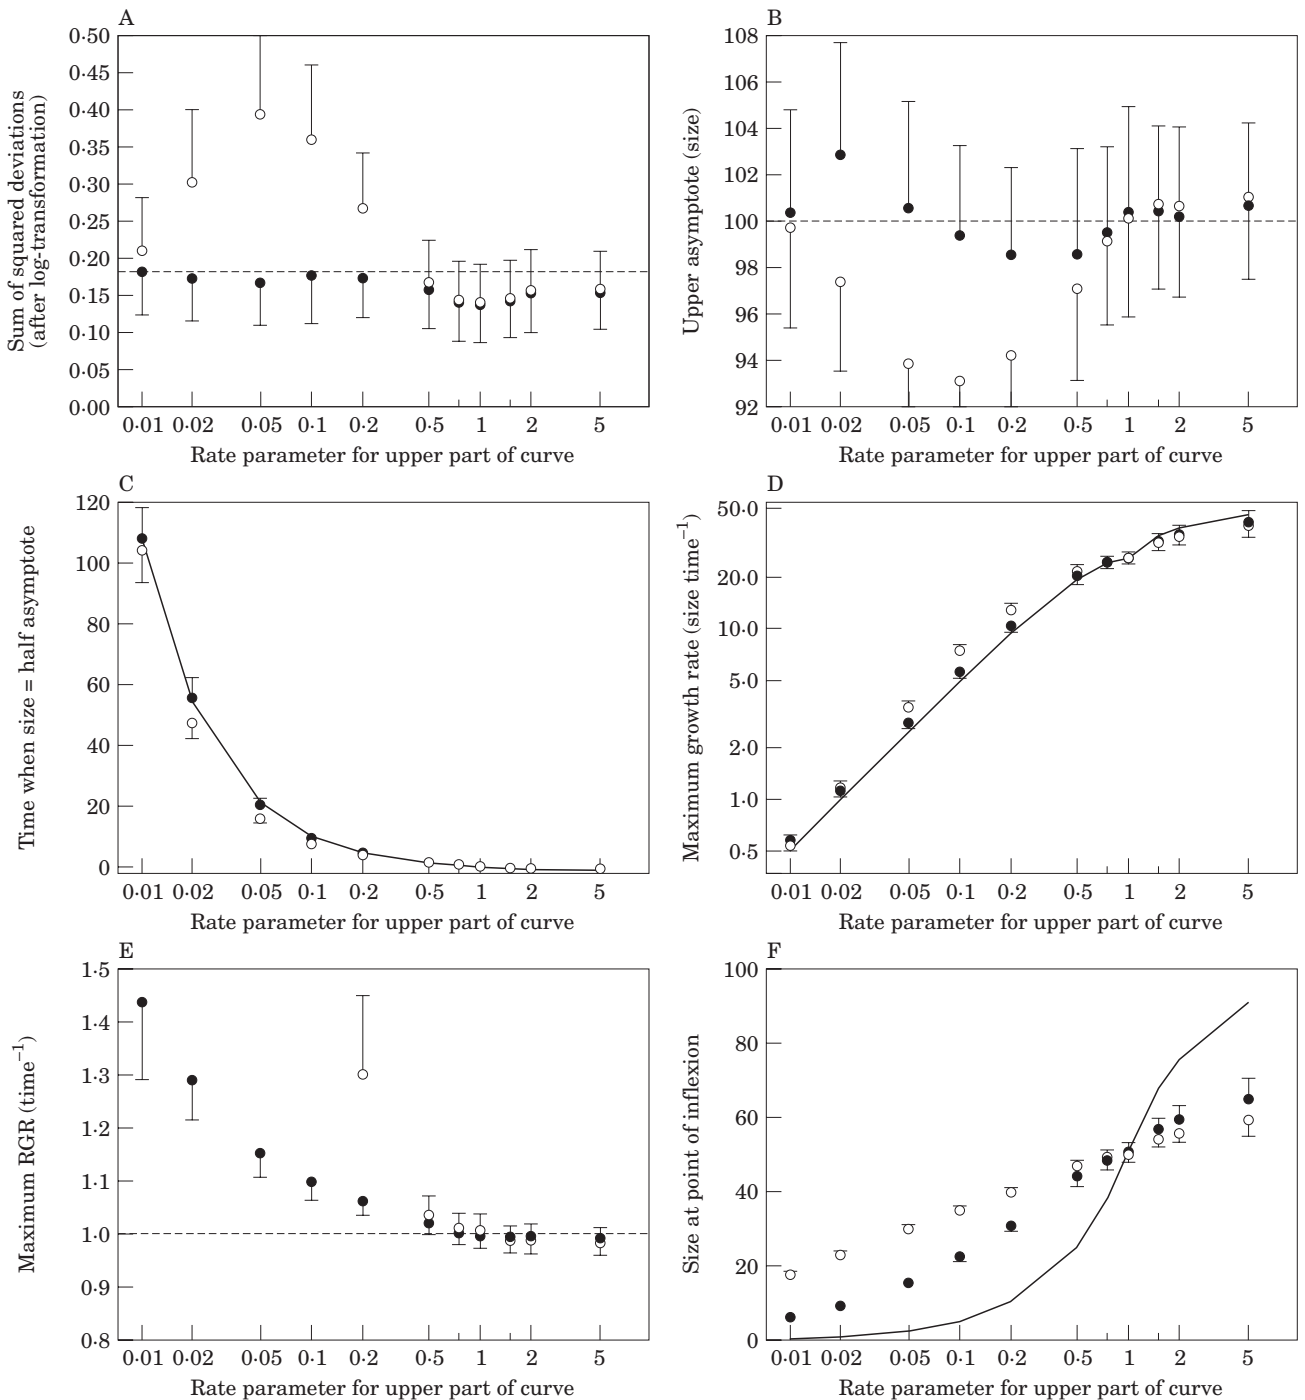 A
Sum of squared deviations
(after log-transformation)
0·50
0·45
0·40
0·35
0·30
0·25
0·20
0·15
0·10
0·05
0·00
0·01 0·02 0·05 0·1 0·2 0·5 1 2 5
Rate parameter for upper part of curve
B
Upper asymptote (size)
108
106
104
102
100
98
96
94
92
0·01 0·02 0·05 0·1 0·2 0·5 1 2 5
Rate parameter for upper part of curve
C
Time when size = half asymptote
120
100
80
60
40
20
0
0·01 0·02 0·05 0·1 0·2 0·5 1 2 5
Rate parameter for upper part of curve
D
Maximum growth rate (size time⁻¹)
50·0
20·0
10·0
5·0
2·0
1·0
0·5
0·01 0·02 0·05 0·1 0·2 0·5 1 2 5
Rate parameter for upper part of curve
E
Maximum RGR (time⁻¹)
1·5
1·4
1·3
1·2
1·1
1·0
0·9
0·8
0·01 0·02 0·05 0·1 0·2 0·5 1 2 5
Rate parameter for upper part of curve
F
Size at point of inflexion
100
80
60
40
20
0
0·01 0·02 0·05 0·1 0·2 0·5 1 2 5
Rate parameter for upper part of curve